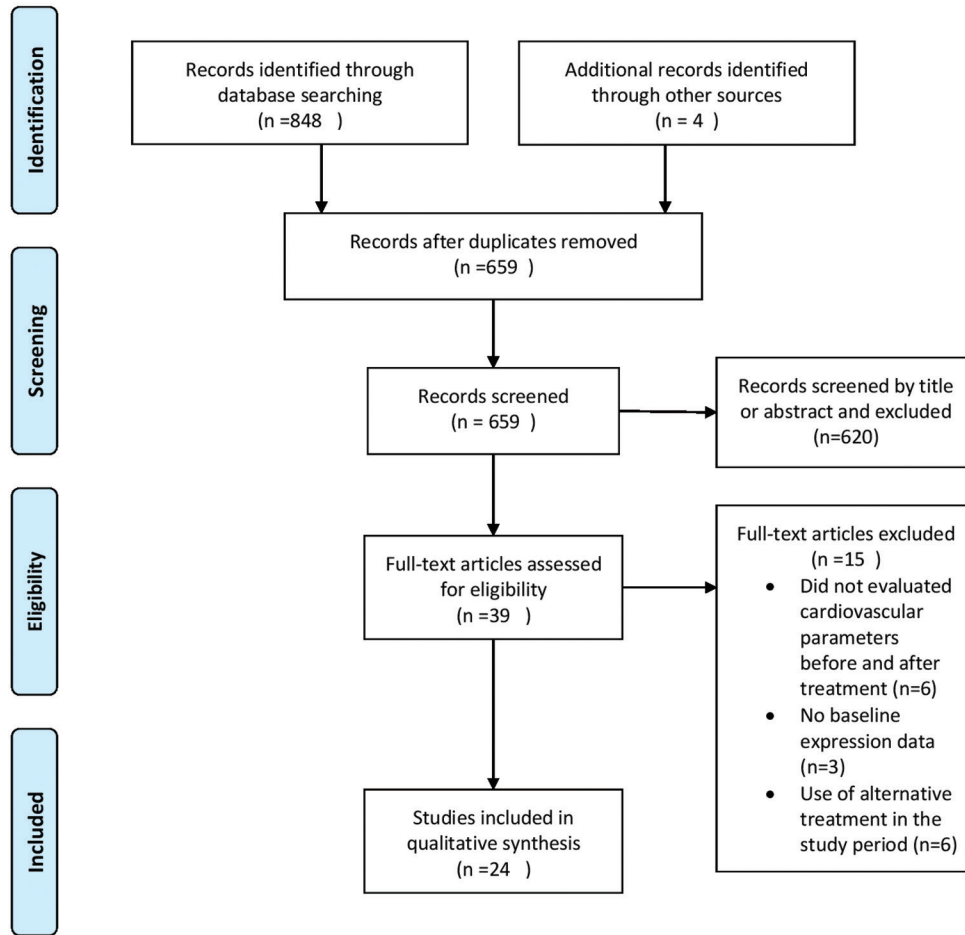 Identification
Records identified through
database searching
(n =848   )
Additional records identified
through other sources
(n = 4   )
Records after duplicates removed
(n =659   )
Screening
Records screened
(n = 659   )
Records screened by title
or abstract and excluded
(n=620)
Eligibility
Full-text articles assessed
for eligibility
(n =39   )
Full-text articles excluded
(n =15   )
• Did not evaluated
cardiovascular
parameters
before and after
treatment (n=6)
• No baseline
expression data
(n=3)
• Use of alternative
treatment in the
study period (n=6)
Included
Studies included in
qualitative synthesis
(n =24   )